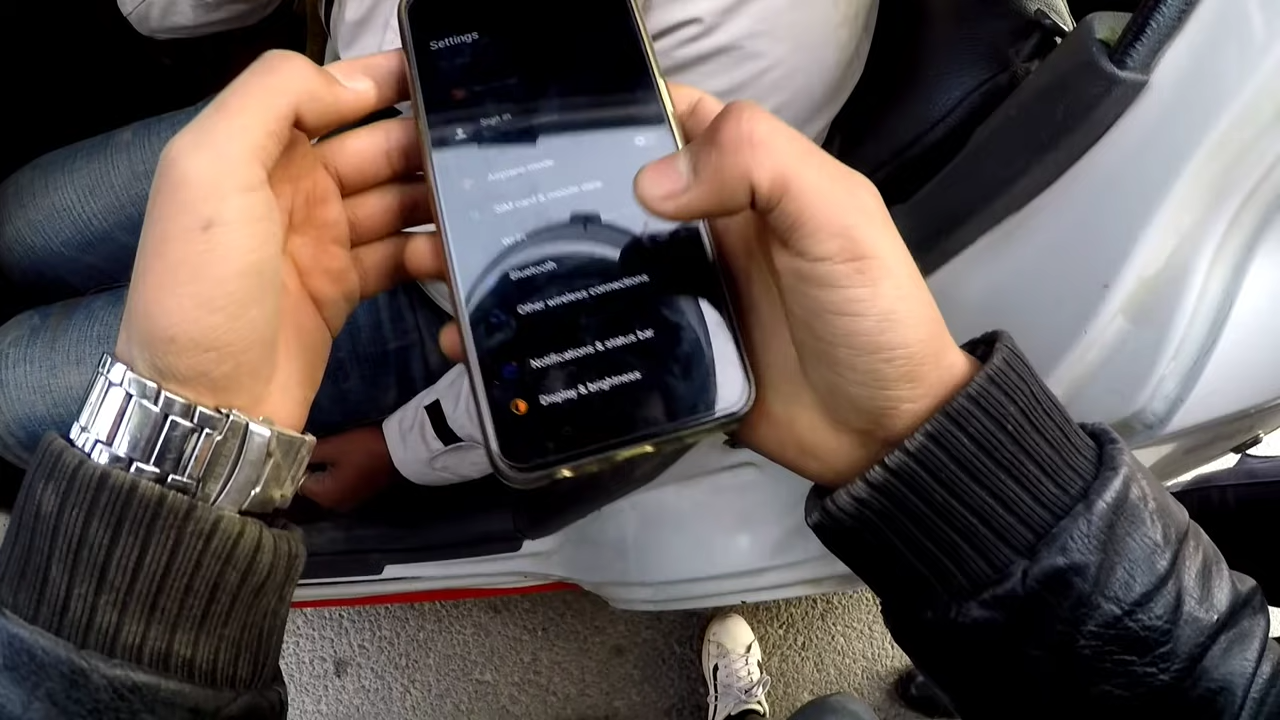 Settings
Sign in
Airplane mode
SIM card & mobile data
Wi-Fi
Bluetooth
Other wireless connections
Notifications & status bar
Display & brightness